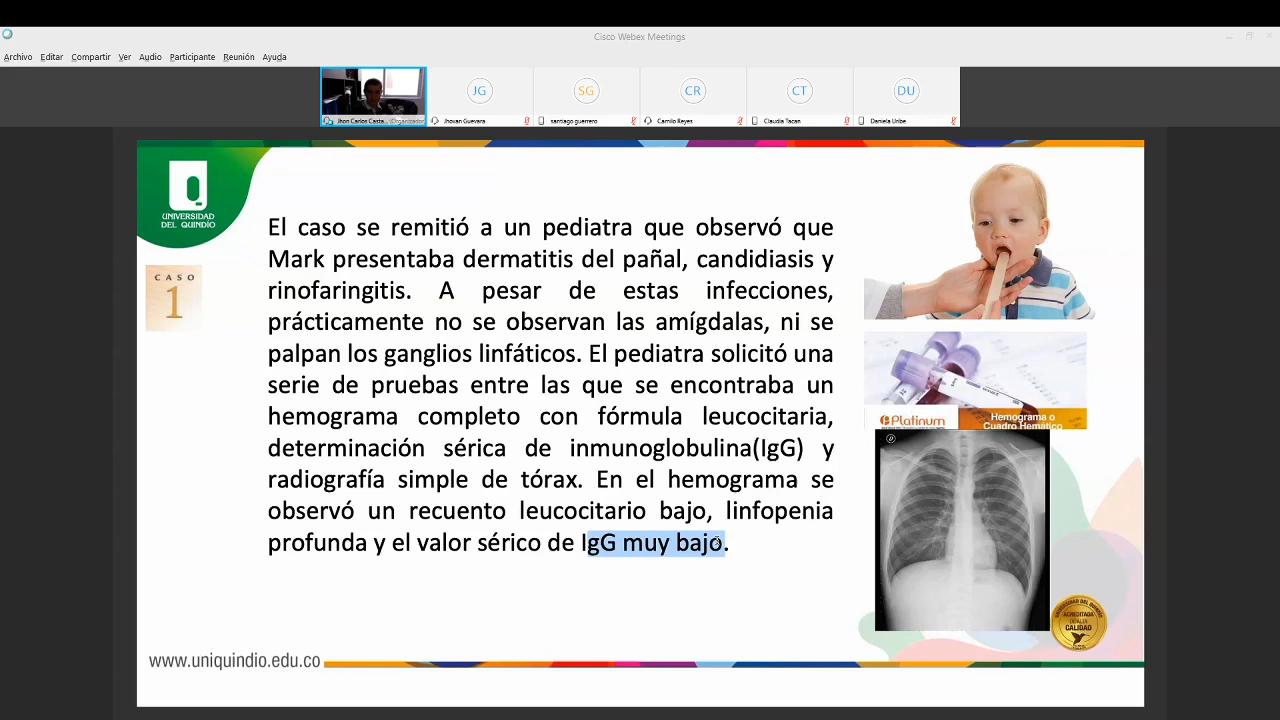 Cisco Webex Meetings
Archivo Editar Compartir Ver Audio Participante Reunión Ayuda
JG
SG
CR
CT
DU
Jhon Carlos Casta... (Organizador)
Jhovan Guevara
santiago guerrero
Camilo Reyes
Claudia Tacan
Daniela Uribe
UNIVERSIDAD
DEL QUINDÍO
CASO
1
El caso se remitió a un pediatra que observó que
Mark presentaba dermatitis del pañal, candidiasis y
rinofaringitis. A pesar de estas infecciones,
prácticamente no se observan las amígdalas, ni se
palpan los ganglios linfáticos. El pediatra solicitó una
serie de pruebas entre las que se encontraba un
hemograma completo con fórmula leucocitaria,
determinación sérica de inmunoglobulina(IgG) y
radiografía simple de tórax. En el hemograma se
observó un recuento leucocitario bajo, linfopenia
profunda y el valor sérico de IgG muy bajo.
Platinum
Hemograma o
Cuadro Hemático
D
UNIVERSIDAD DEL QUINDÍO
ACREDITADA
DE ALTA
CALIDAD
www.uniquindio.edu.co